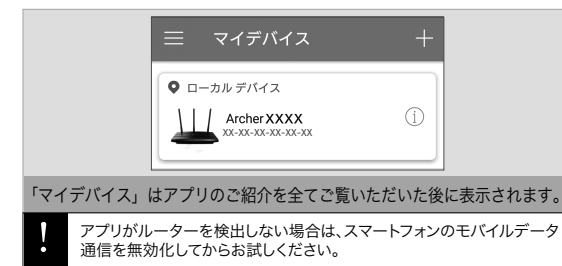 マイデバイス
ローカル デバイス
Archer XXXX
XX-XX-XX-XX-XX-XX
「マイデバイス」はアプリのご紹介を全てご覧いただいた後に表示されます。
! アプリがルーターを検出しない場合は、スマートフォンのモバイルデータ
通信を無効化してからお試しください。